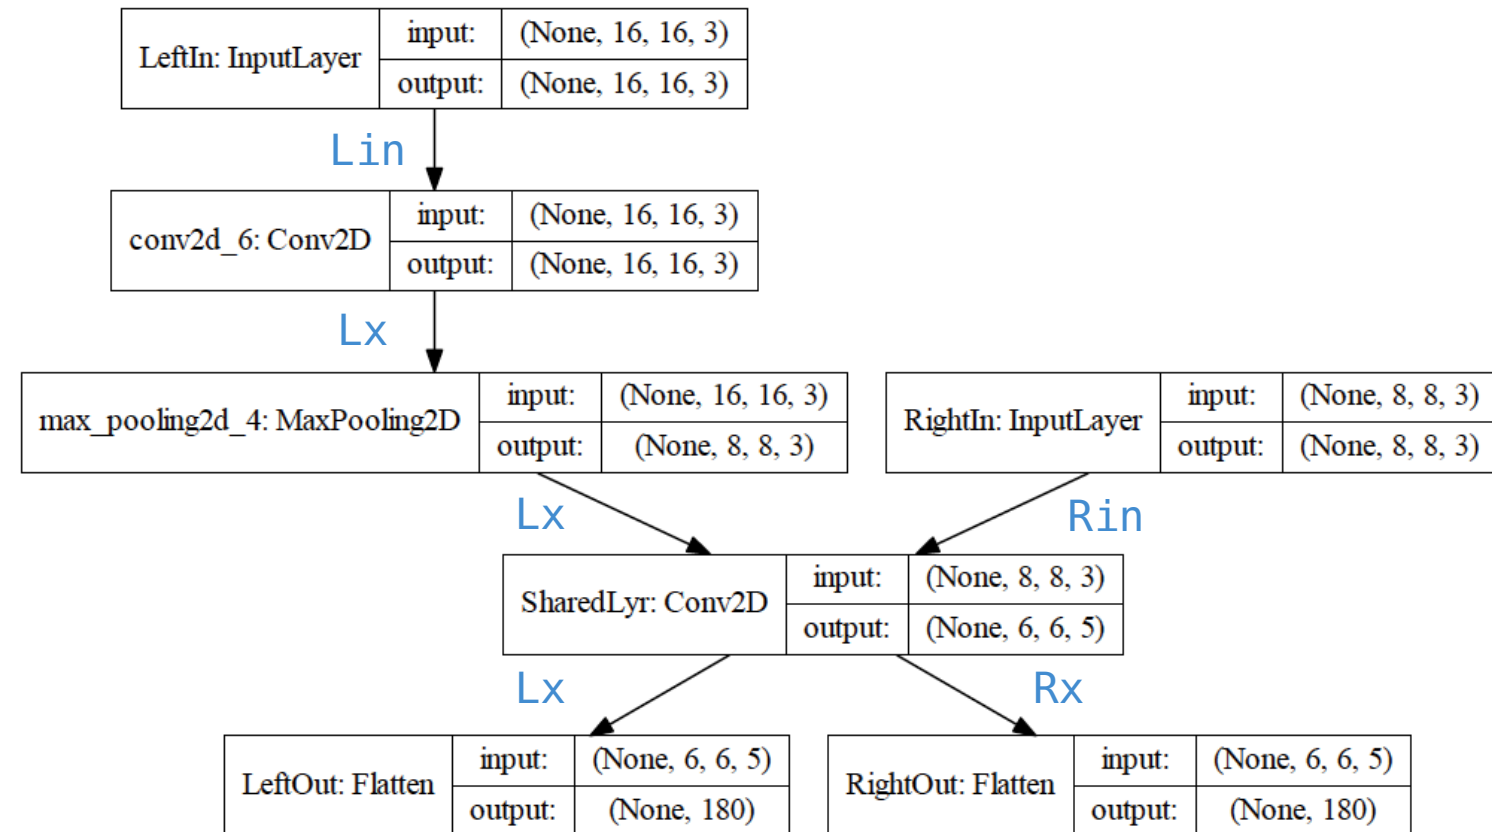 LeftIn: InputLayer
input: (None, 16, 16, 3)
output: (None, 16, 16, 3)
Lin
conv2d_6: Conv2D
input: (None, 16, 16, 3)
output: (None, 16, 16, 3)
Lx
max_pooling2d_4: MaxPooling2D
input: (None, 16, 16, 3)
output: (None, 8, 8, 3)
RightIn: InputLayer
input: (None, 8, 8, 3)
output: (None, 8, 8, 3)
Lx
Rin
SharedLyr: Conv2D
input: (None, 8, 8, 3)
output: (None, 6, 6, 5)
Lx
Rx
LeftOut: Flatten
input: (None, 6, 6, 5)
output: (None, 180)
RightOut: Flatten
input: (None, 6, 6, 5)
output: (None, 180)